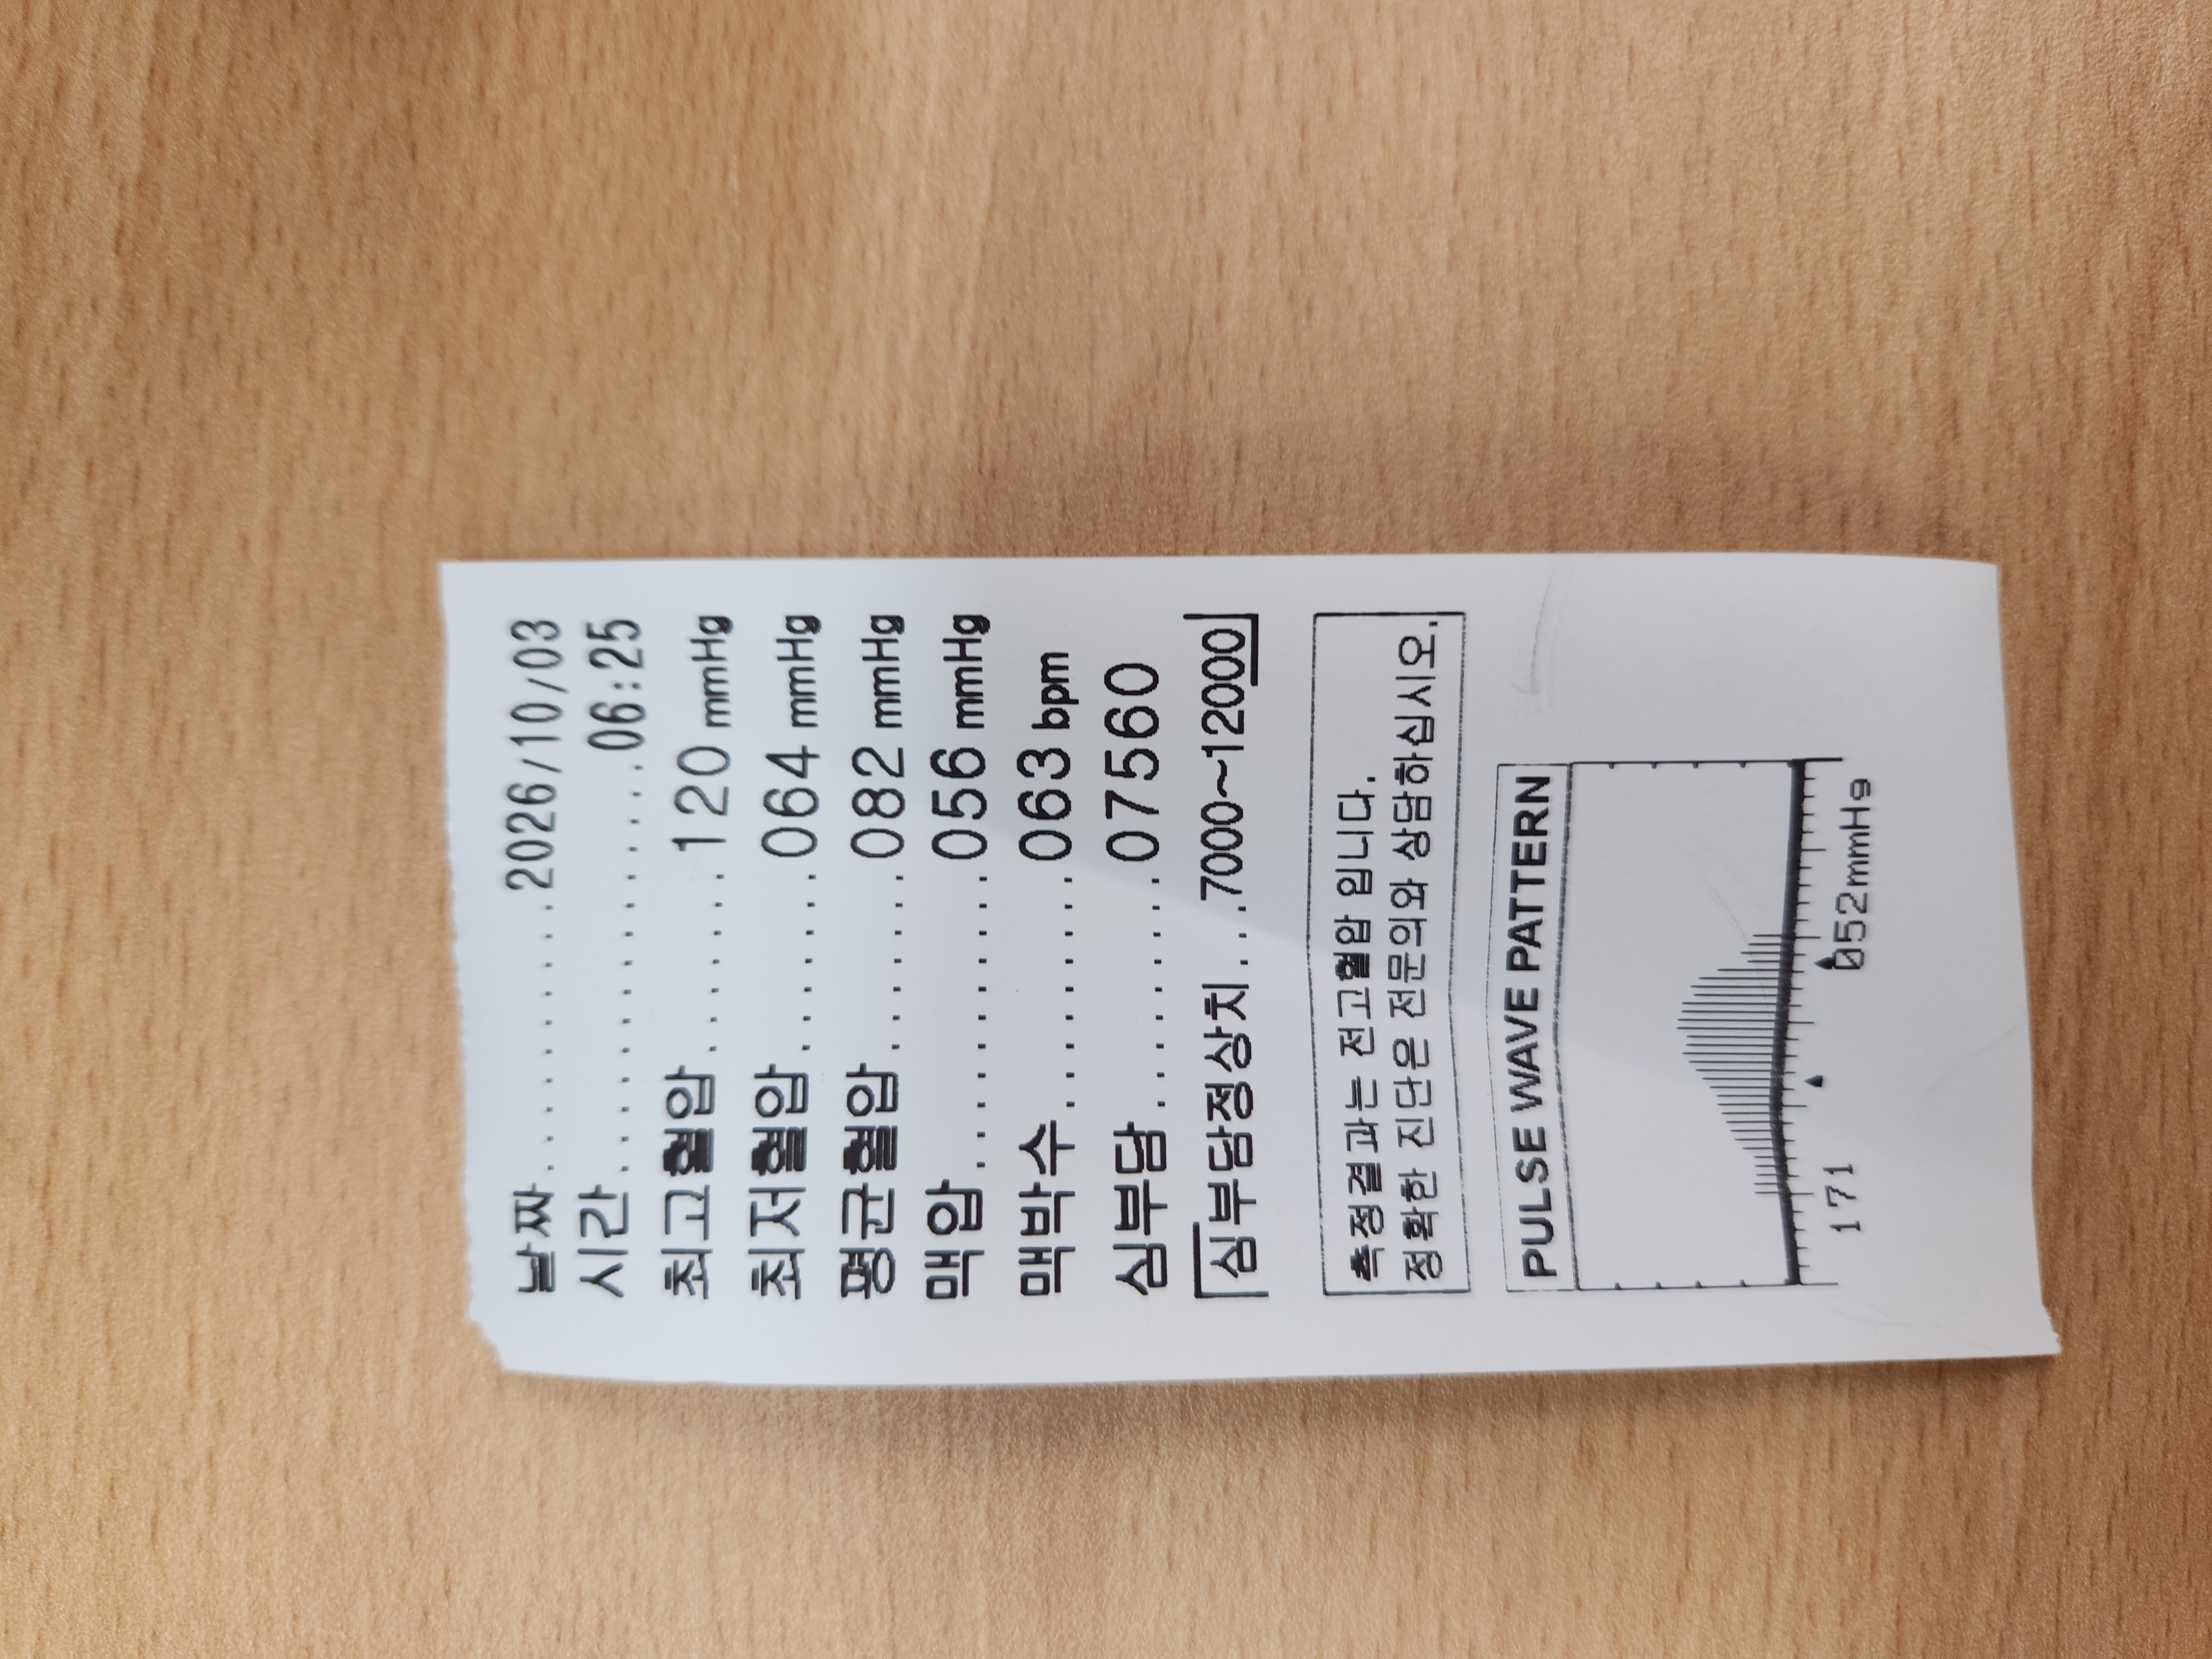 날짜..............2026/10/03
시간..............06:25
최고혈압........120 mmHg
최저혈압........064 mmHg
평균혈압........082 mmHg
맥압............056 mmHg
맥박수.........063 bpm
심부담.........07560
심부담정상치...7000~12000
측정결과는 전고혈압 입니다.
정확한 진단은 전문의와 상담하십시오.
PULSE WAVE PATTERN
171 052mmHg